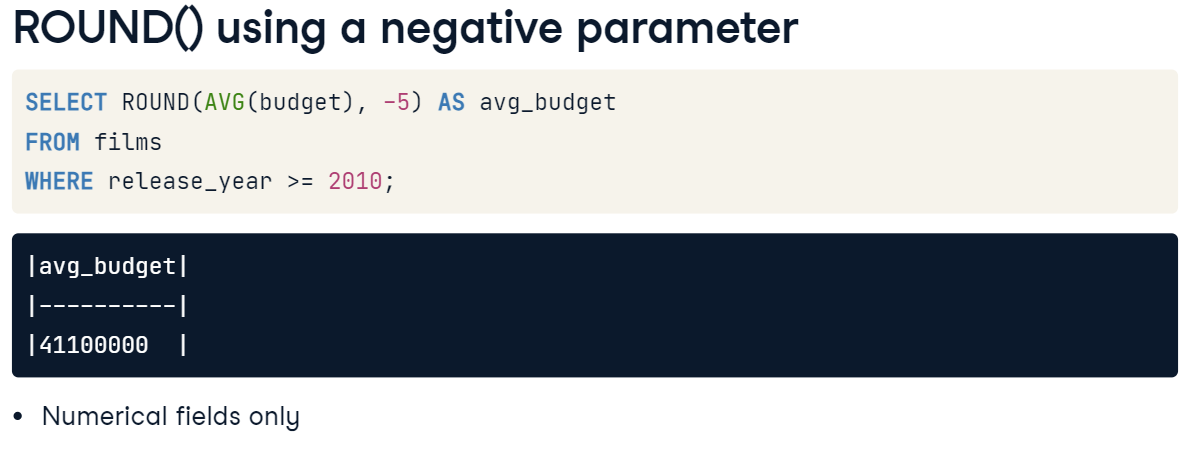 ROUND() using a negative parameter
SELECT ROUND(AVG(budget), -5) AS avg_budget
FROM films
WHERE release_year >= 2010;
|avg_budget|
|----------|
|41100000  |
• Numerical fields only